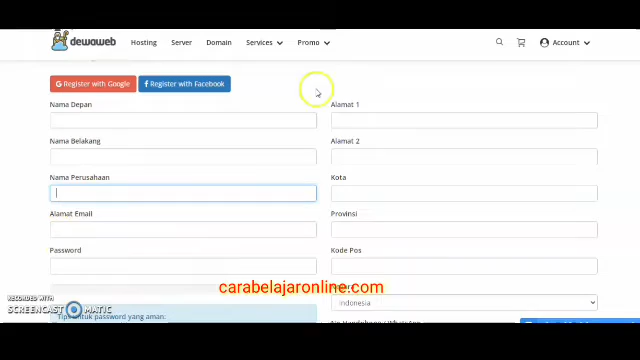 dewaweb
Hosting
Server
Domain
Services
Promo
Account
G Register with Google
f Register with Facebook
Nama Depan
Alamat 1
Nama Belakang
Alamat 2
Nama Perusahaan
Kota
Alamat Email
Provinsi
Password
Kode Pos
carabelajaronline.com
RECORDED WITH
SCREENCAST MATIC
Indonesia
Tips untuk password yang aman: